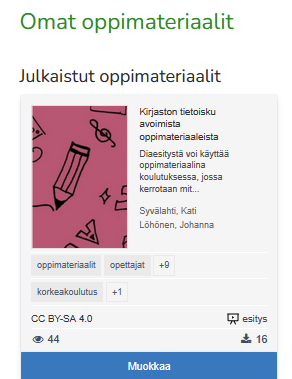 Omat oppimateriaalit
Julkaistut oppimateriaalit
Kirjaston tietoisku
avoimista
oppimateriaaleista
Diaesitystä voi käyttää
oppimateriaalina
koulutuksessa, jossa
kerrotaan mit...
Syvälahti, Kati
Löhönen, Johanna
oppimateriaalit opettajat +9
korkeakoulutus +1
CC BY-SA 4.0 esitys
44 16
Muokkaa